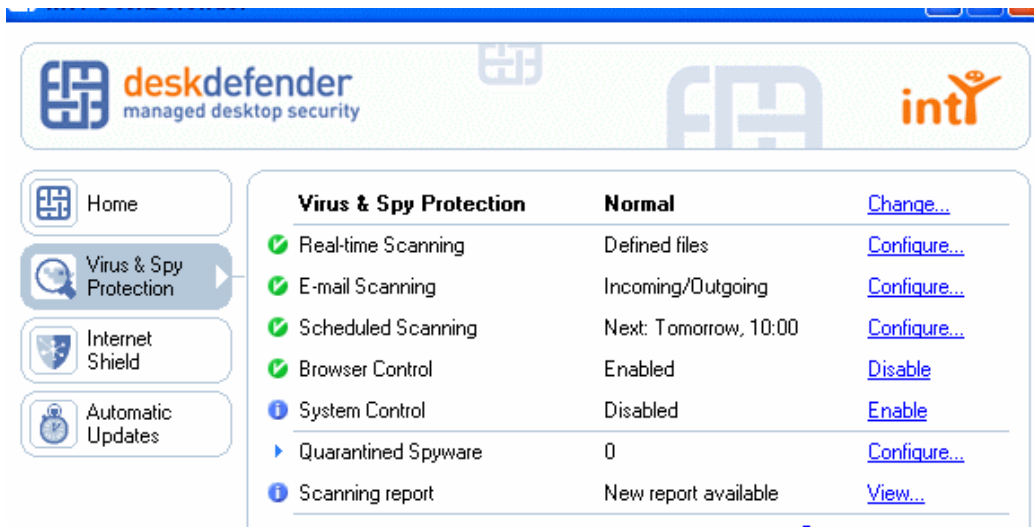 deskdefender
managed desktop security
intY
Home
Virus & Spy Protection Normal Change...
Real-time Scanning Defined files Configure...
Virus & Spy
Protection
E-mail Scanning Incoming/Outgoing Configure...
Scheduled Scanning Next: Tomorrow, 10:00 Configure...
Internet
Shield
Browser Control Enabled Disable
System Control Disabled Enable
Automatic
Updates
Quarantined Spyware 0 Configure...
Scanning report New report available View...